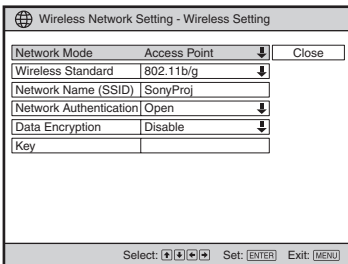 Wireless Network Setting - Wireless Setting
Network Mode Access Point Close
Wireless Standard 802.11b/g
Network Name (SSID) SonyProj
Network Authentication Open
Data Encryption Disable
Key
Select: Set: ENTER Exit: MENU